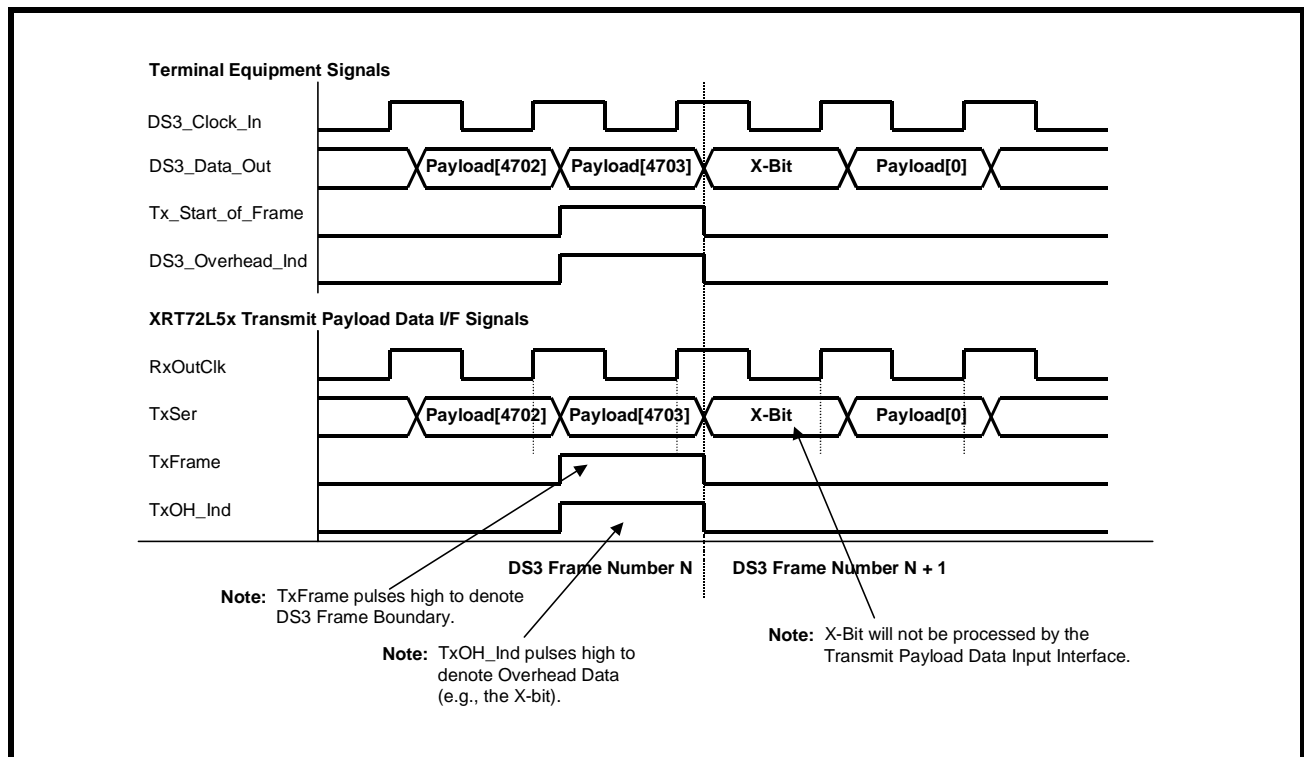 Terminal Equipment Signals
DS3_Clock_In
DS3_Data_Out
Payload[4702] Payload[4703] X-Bit Payload[0]
Tx_Start_of_Frame
DS3_Overhead_Ind
XRT72L5x Transmit Payload Data I/F Signals
RxOutClk
TxSer
Payload[4702] Payload[4703] X-Bit Payload[0]
TxFrame
TxOH_Ind
DS3 Frame Number N DS3 Frame Number N + 1
Note: TxFrame pulses high to denote
DS3 Frame Boundary.
Note: TxOH_Ind pulses high to
denote Overhead Data
(e.g., the X-bit).
Note: X-Bit will not be processed by the
Transmit Payload Data Input Interface.